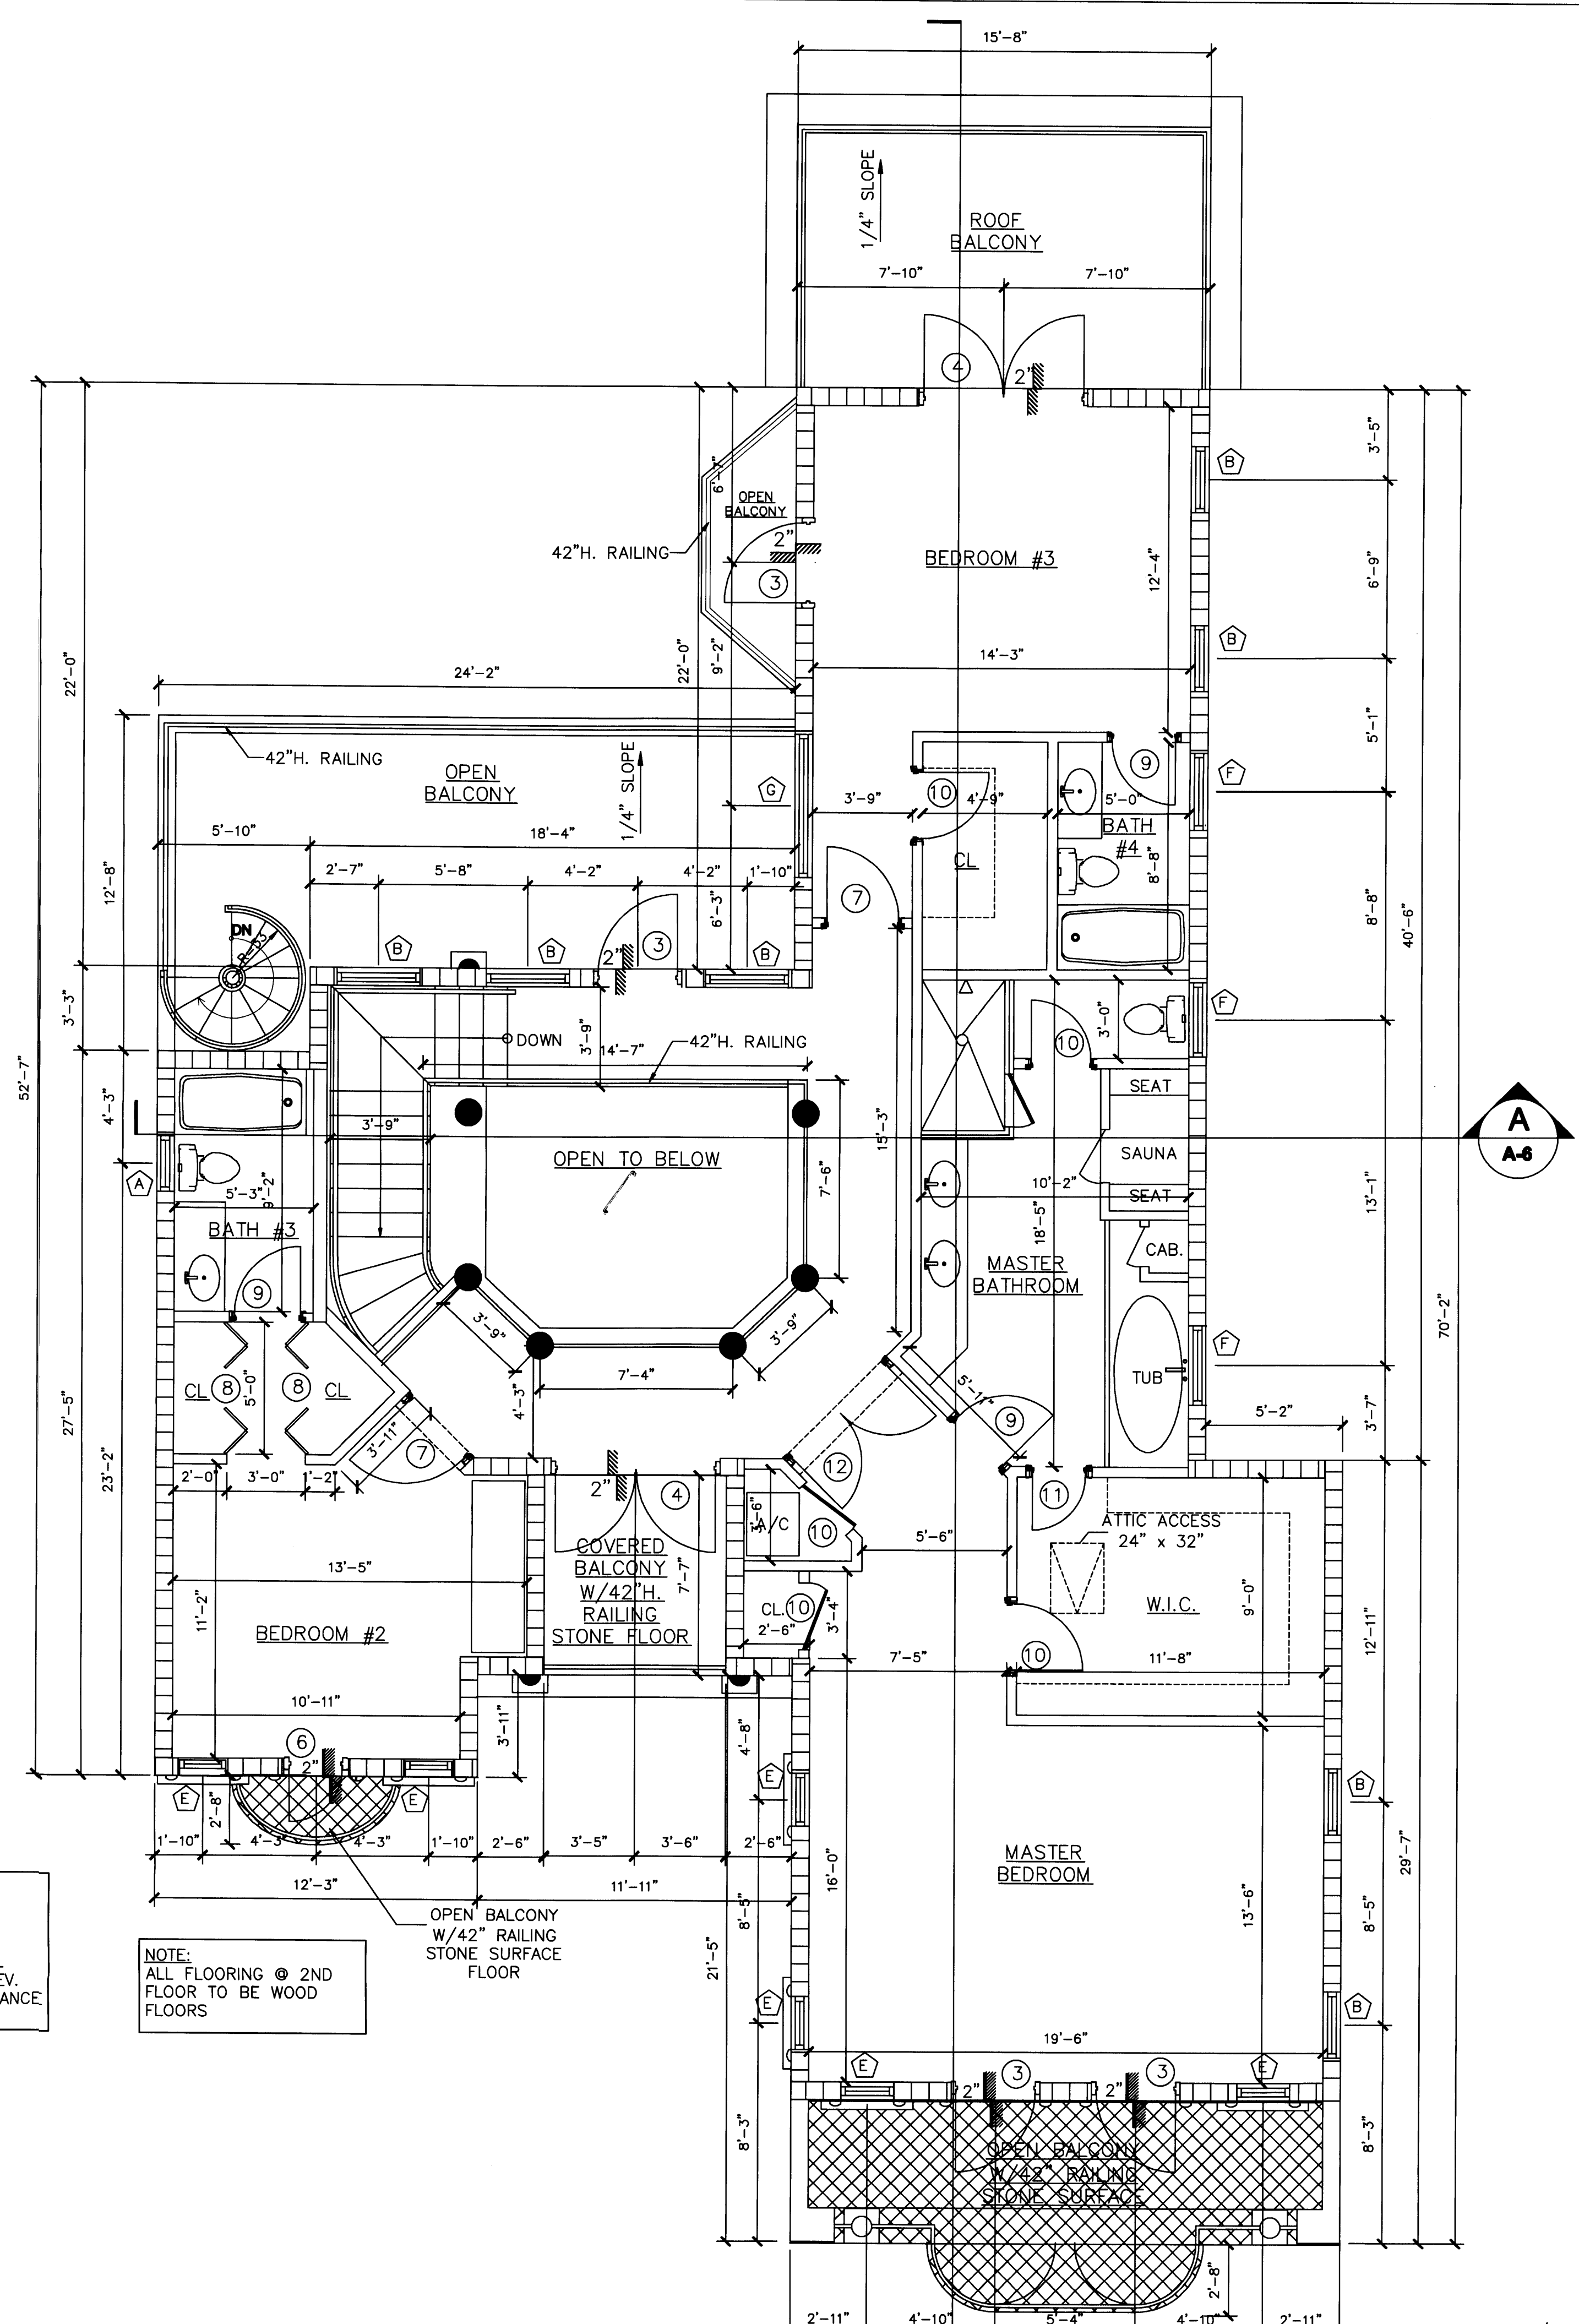 15'-8"
1/4" SLOPE
ROOF
BALCONY
7'-10" 7'-10"
4 2"
3'-5"
B
6'-7"
OPEN
BALCONY
42"H. RAILING
2"
3
BEDROOM #3
12'-4"
6'-9"
B
14'-3"
22'-0"
24'-2"
22'-0"
9'-2"
5'-1"
42"H. RAILING
OPEN
BALCONY
1/4" SLOPE
G
9
F
10
3'-9" 4'-9" 5'-0"
BATH
#4
CL
8'-8"
8'-8"
40'-6"
5'-10" 18'-4"
12'-8"
2'-7" 5'-8" 4'-2" 4'-2" 1'-10"
6'-3"
7
DN
R=53"
B B 3 B
2"
F
3'-3"
DOWN
3'-9"
14'-7"
42"H. RAILING
10
3'-0"
52'-7"
4'-3"
SEAT
SAUNA
SEAT
A
A-6
3'-9"
OPEN TO BELOW
15'-3"
7'-6"
10'-2"
18'-5"
13'-1"
A
5'-3"
9'-2"
BATH #3
CAB.
MASTER
BATHROOM
9
3'-9" 3'-9"
7'-4"
70'-2"
F
TUB
CL 8 8 CL
5'-0"
4'-3"
5'-11"
9
3'-7"
5'-2"
27'-5"
23'-2"
3'-11"
7
12
2'-0" 3'-0" 1'-2"
2"
4
3'-6"
A/C
10
11
ATTIC ACCESS
24" x 32"
5'-6"
13'-5"
COVERED
BALCONY
W/42"H.
RAILING
STONE FLOOR
7'-7"
11'-2"
BEDROOM #2
CL. 10
2'-6"
3'-4"
W.I.C.
9'-0"
12'-11"
10
7'-5" 11'-8"
10'-11"
3'-11"
4'-8"
6
2"
E E
E
B
2'-8"
1'-10" 4'-3" 4'-3" 1'-10" 2'-6" 3'-5" 3'-6" 2'-6"
12'-3" 11'-11"
16'-0"
MASTER
BEDROOM
13'-6"
29'-7"
8'-5"
8'-5"
OPEN BALCONY
W/42" RAILING
STONE SURFACE
FLOOR
21'-5"
EV.
ANCE
NOTE:
ALL FLOORING @ 2ND
FLOOR TO BE WOOD
FLOORS
E
B
19'-6"
E 3 3 E
2" 2"
8'-3"
8'-3"
OPEN BALCONY
W/42" RAILING
STONE SURFACE
2'-8"
2'-11" 4'-10" 5'-4" 4'-10" 2'-11"